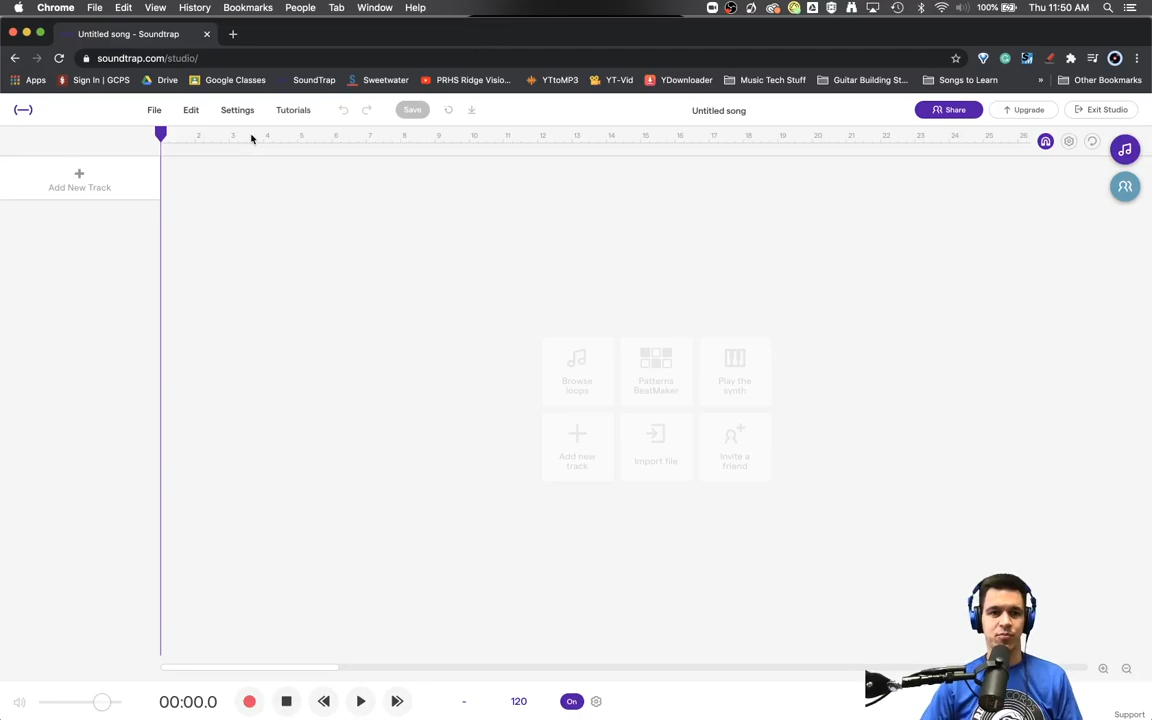 Chrome File Edit View History Bookmarks People Tab Window Help 100% Thu 11:50 AM
Untitled song - Soundtrap
soundtrap.com/studio/
Apps Sign In | GCPS Drive Google Classes SoundTrap Sweetwater PRHS Ridge Visio... YTtoMP3 YT-Vid YDownloader Music Tech Stuff Guitar Building St... Songs to Learn » Other Bookmarks
File Edit Settings Tutorials Save Untitled song Share Upgrade Exit Studio
2 3 4 5 6 7 8 9 10 11 12 13 14 15 16 17 18 19 20 21 22 23 24 25 26
Add New Track
Browse loops
Patterns BeatMaker
Play the synth
Add new track
Import file
Invite a friend
00:00.0 - 120 On
Support